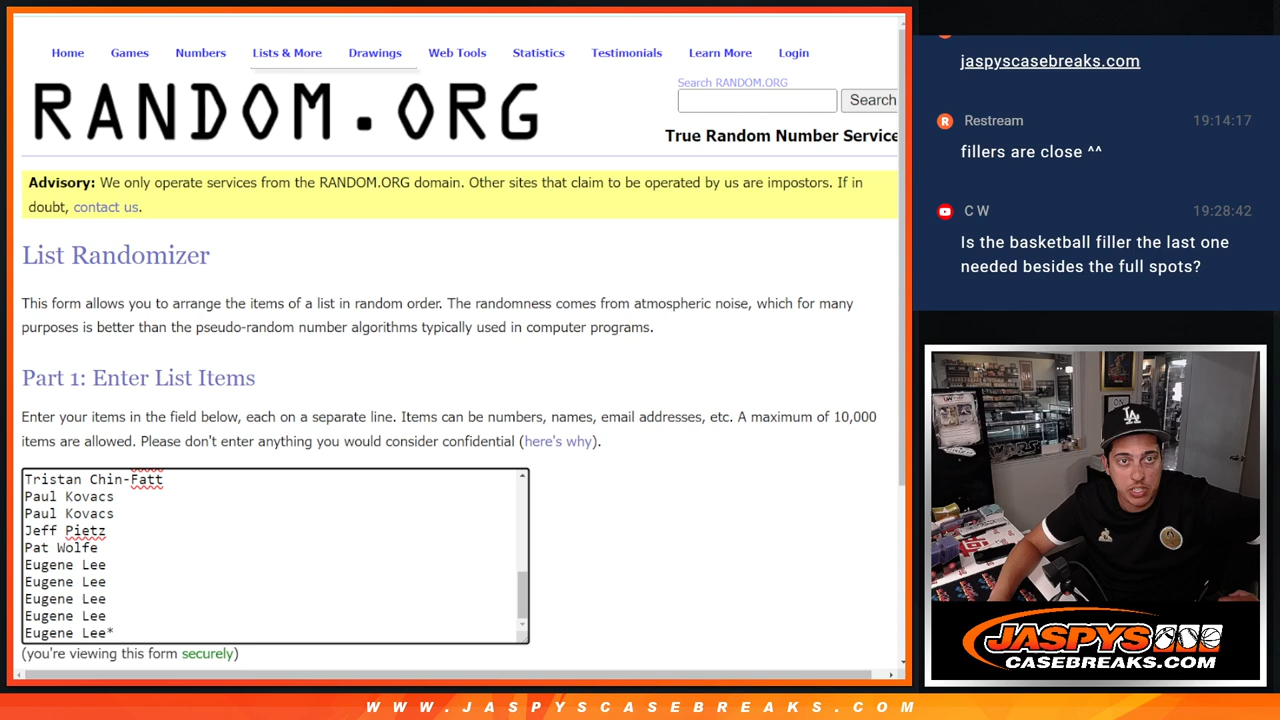 Home Games Numbers Lists & More Drawings Web Tools Statistics Testimonials Learn More Login
RANDOM.ORG
Search RANDOM.ORG
Search
True Random Number Service
Advisory: We only operate services from the RANDOM.ORG domain. Other sites that claim to be operated by us are impostors. If in
doubt, contact us.
List Randomizer
This form allows you to arrange the items of a list in random order. The randomness comes from atmospheric noise, which for many
purposes is better than the pseudo-random number algorithms typically used in computer programs.
Part 1: Enter List Items
Enter your items in the field below, each on a separate line. Items can be numbers, names, email addresses, etc. A maximum of 10,000
items are allowed. Please don't enter anything you would consider confidential (here's why).
Tristan Chin-Fatt
Paul Kovacs
Paul Kovacs
Jeff Pietz
Pat Wolfe
Eugene Lee
Eugene Lee
Eugene Lee
Eugene Lee
Eugene Lee*
(you're viewing this form securely)
jaspyscasebreaks.com
Restream 19:14:17
fillers are close ^^
C W 19:28:42
Is the basketball filler the last one
needed besides the full spots?
LA
JASPYS
CASEBREAKS.COM
WWW.JASPYSCASEBREAKS.COM